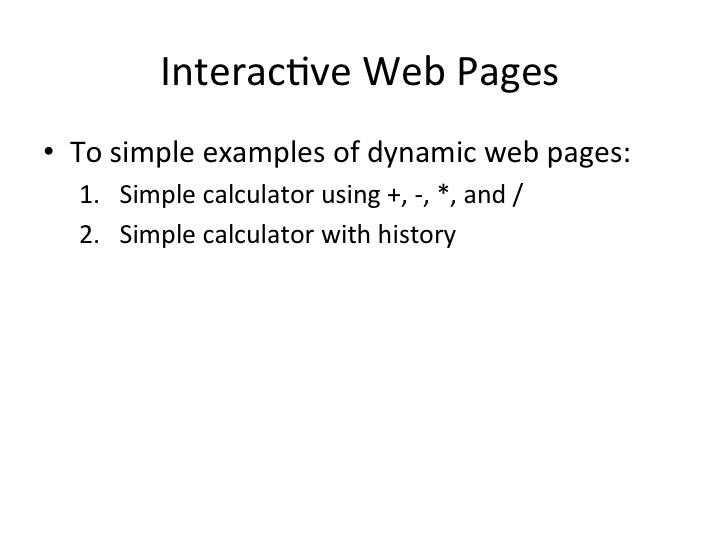 Interactive Web Pages
• To simple examples of dynamic web pages:
1. Simple calculator using +, -, *, and /
2. Simple calculator with history